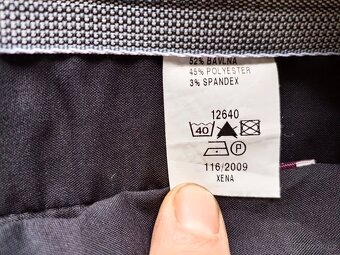 52% BAVLNA
45% POLYESTER
3% SPANDEX
12640
40
P
116/2009
XENA